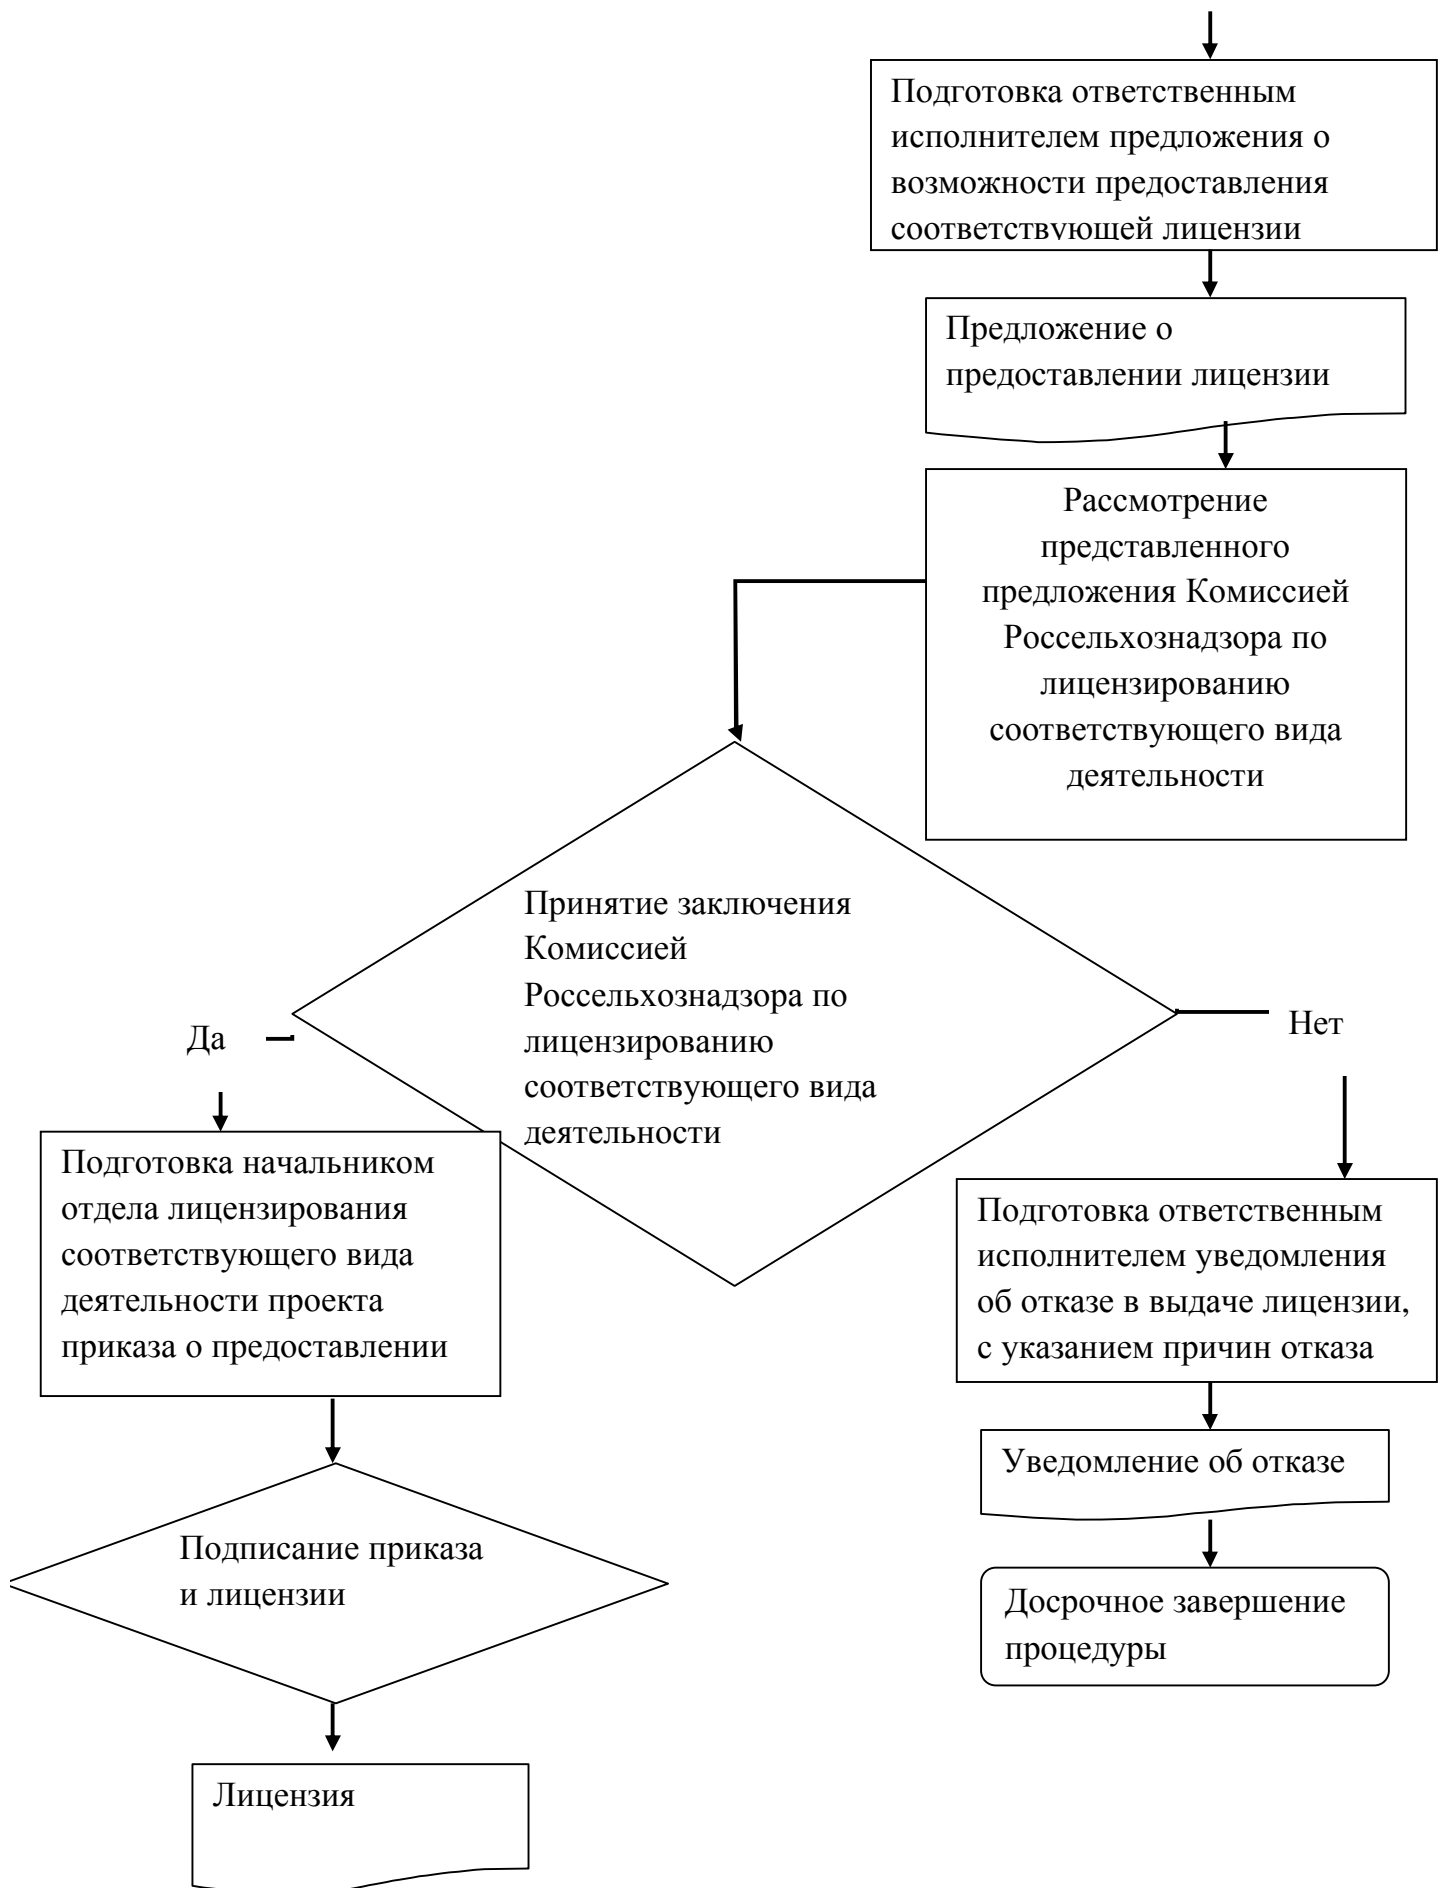 Подготовка ответственным
исполнителем предложения о
возможности предоставления
соответствующей лицензии
Предложение о
предоставлении лицензии
Рассмотрение
представленного
предложения Комиссией
Россельхознадзора по
лицензированию
соответствующего вида
деятельности
Принятие заключения
Комиссией
Россельхознадзора по
лицензированию
соответствующего вида
деятельности
Да
Нет
Подготовка начальником
отдела лицензирования
соответствующего вида
деятельности проекта
приказа о предоставлении
Подготовка ответственным
исполнителем уведомления
об отказе в выдаче лицензии,
с указанием причин отказа
Уведомление об отказе
Подписание приказа
и лицензии
Досрочное завершение
процедуры
Лицензия